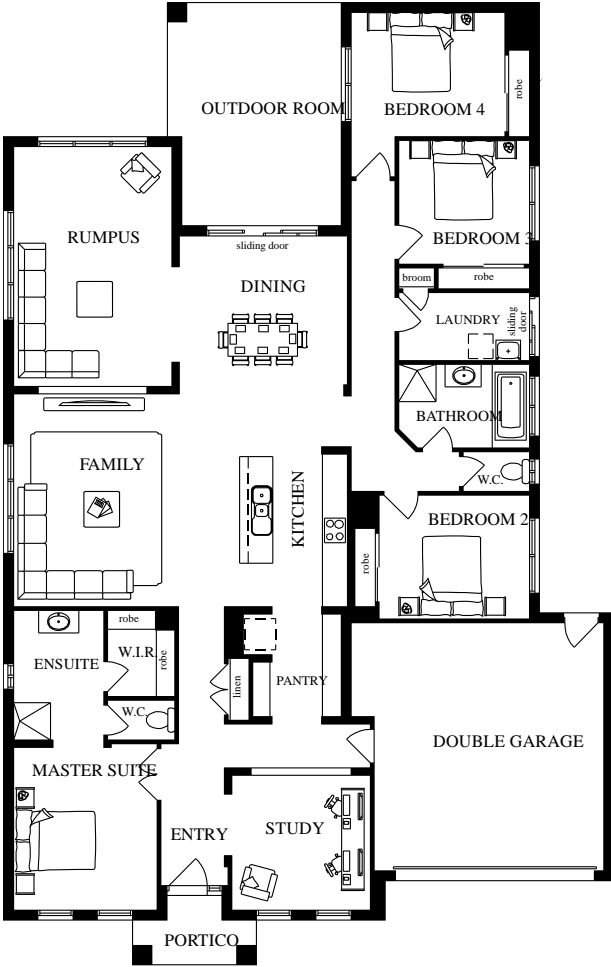 OUTDOOR ROOM
BEDROOM 4
robe
RUMPUS
BEDROOM 3
sliding door
broom
robe
DINING
LAUNDRY
sliding
door
BATHROOM
FAMILY
KITCHEN
W.C.
BEDROOM 2
robe
robe
ENSUITE
W.I.R.
robe
linen
PANTRY
W.C.
DOUBLE GARAGE
MASTER SUITE
ENTRY
STUDY
PORTICO